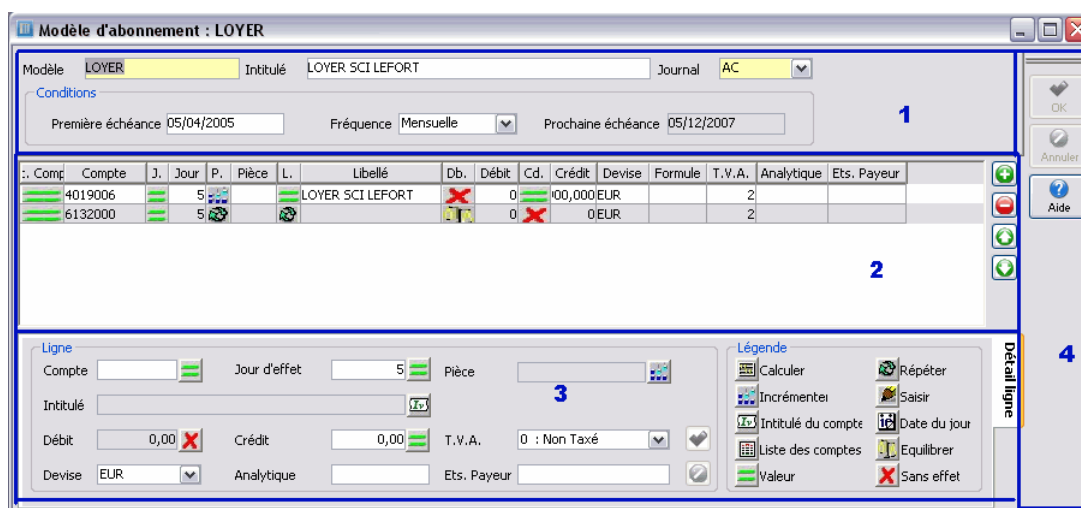 Modèle d'abonnement : LOYER
Modèle LOYER Intitulé LOYER SCI LEFORT Journal AC
Conditions
Première échéance 05/04/2005 Fréquence Mensuelle Prochaine échéance 05/12/2007
1
OK
Annuler
Aide
:. Comp Compte J. Jour P. Pièce L. Libellé Db. Débit Cd. Crédit Devise Formule T.V.A. Analytique Ets. Payeur
4019006 5 LOYER SCI LEFORT 0 00,000 EUR 2
6132000 5 0 0 EUR 2
2
Ligne
Compte Jour d'effet 5 Pièce
Intitulé
3
Débit 0,00 Crédit 0,00 T.V.A. 0 : Non Taxé
Devise EUR Analytique Ets. Payeur
Légende
Calculer Répéter
Incrémenter Saisir
Intitulé du compte Date du jour
Liste des comptes Equilibrer
Valeur Sans effet
Détail ligne
4